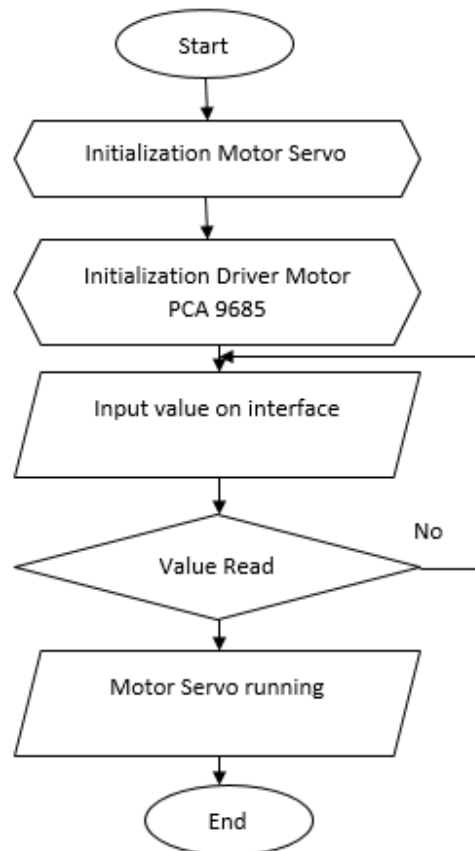 Start
Initialization Motor Servo
Initialization Driver Motor
PCA 9685
Input value on interface
No
Value Read
Motor Servo running
End